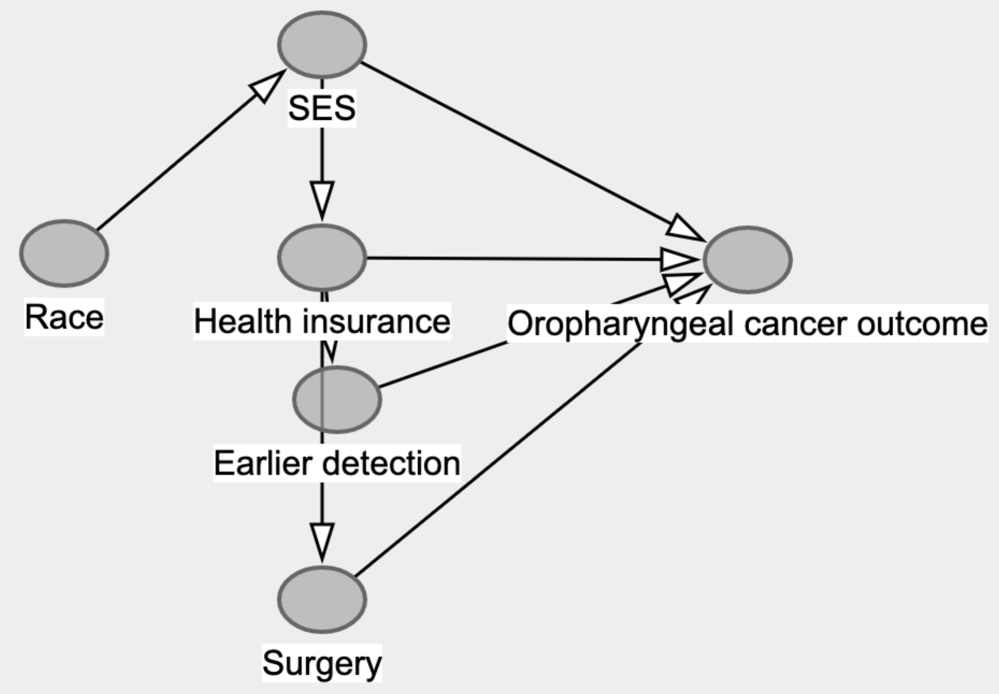 SES
Race
Health insurance
Oropharyngeal cancer outcome
Earlier detection
Surgery